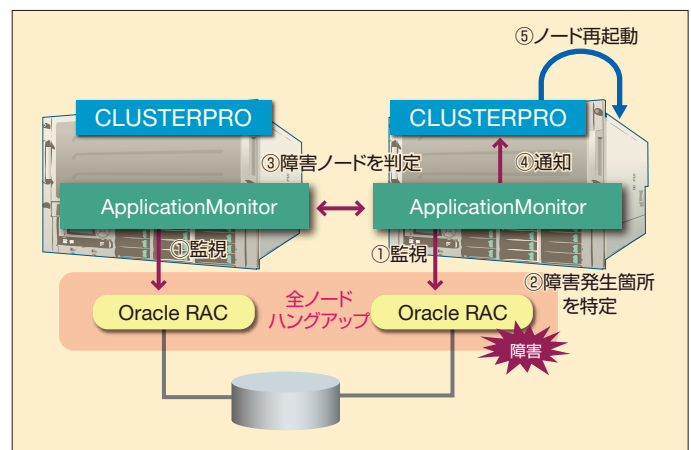 ⑤ノード再起動
CLUSTERPRO
CLUSTERPRO
③障害ノードを判定
④通知
ApplicationMonitor
ApplicationMonitor
①監視
①監視
②障害発生箇所
を特定
全ノード
ハングアップ
Oracle RAC
Oracle RAC
障害